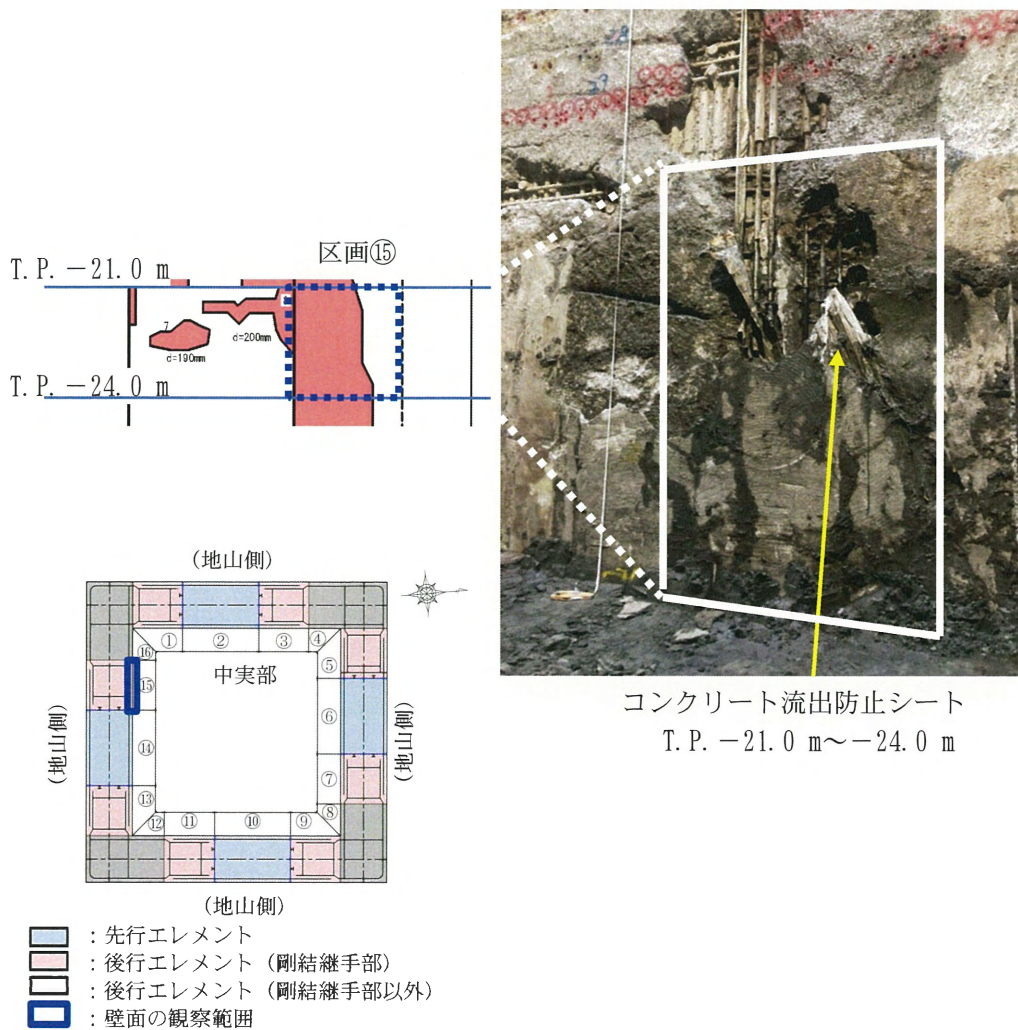 区画⑮
T.P.－21.0 m
7
d=190mm
d=200mm
T.P.－24.0 m
28
29
コンクリート流出防止シート
T.P.－21.0 m～－24.0 m
(地山側)
① ② ③ ④
⑯ 中実部 ⑤
⑮
(地山側) ⑥ (地山側)
⑭
⑬ ⑦
⑫ ⑪ ⑩ ⑨ ⑧
(地山側)
：先行エレメント
：後行エレメント（剛結継手部）
：後行エレメント（剛結継手部以外）
：壁面の観察範囲